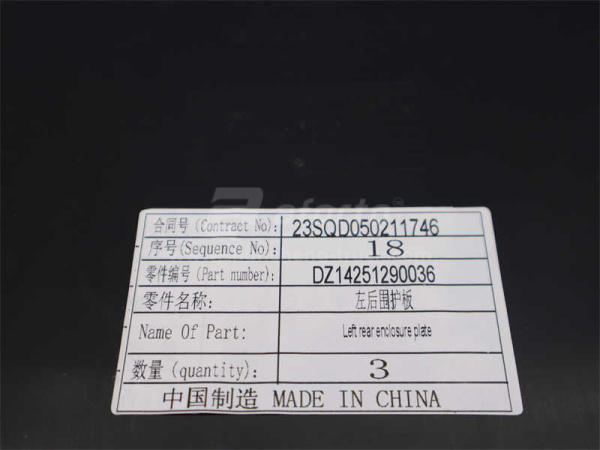 合同号(Contract No): 23SQD050211746
序号(Sequence No): 18
零件编号(Part number): DZ14251290036
零件名称: 左后围护板
Name Of Part: Left rear enclosure plate
数量(quantity): 3
中国制造 MADE IN CHINA